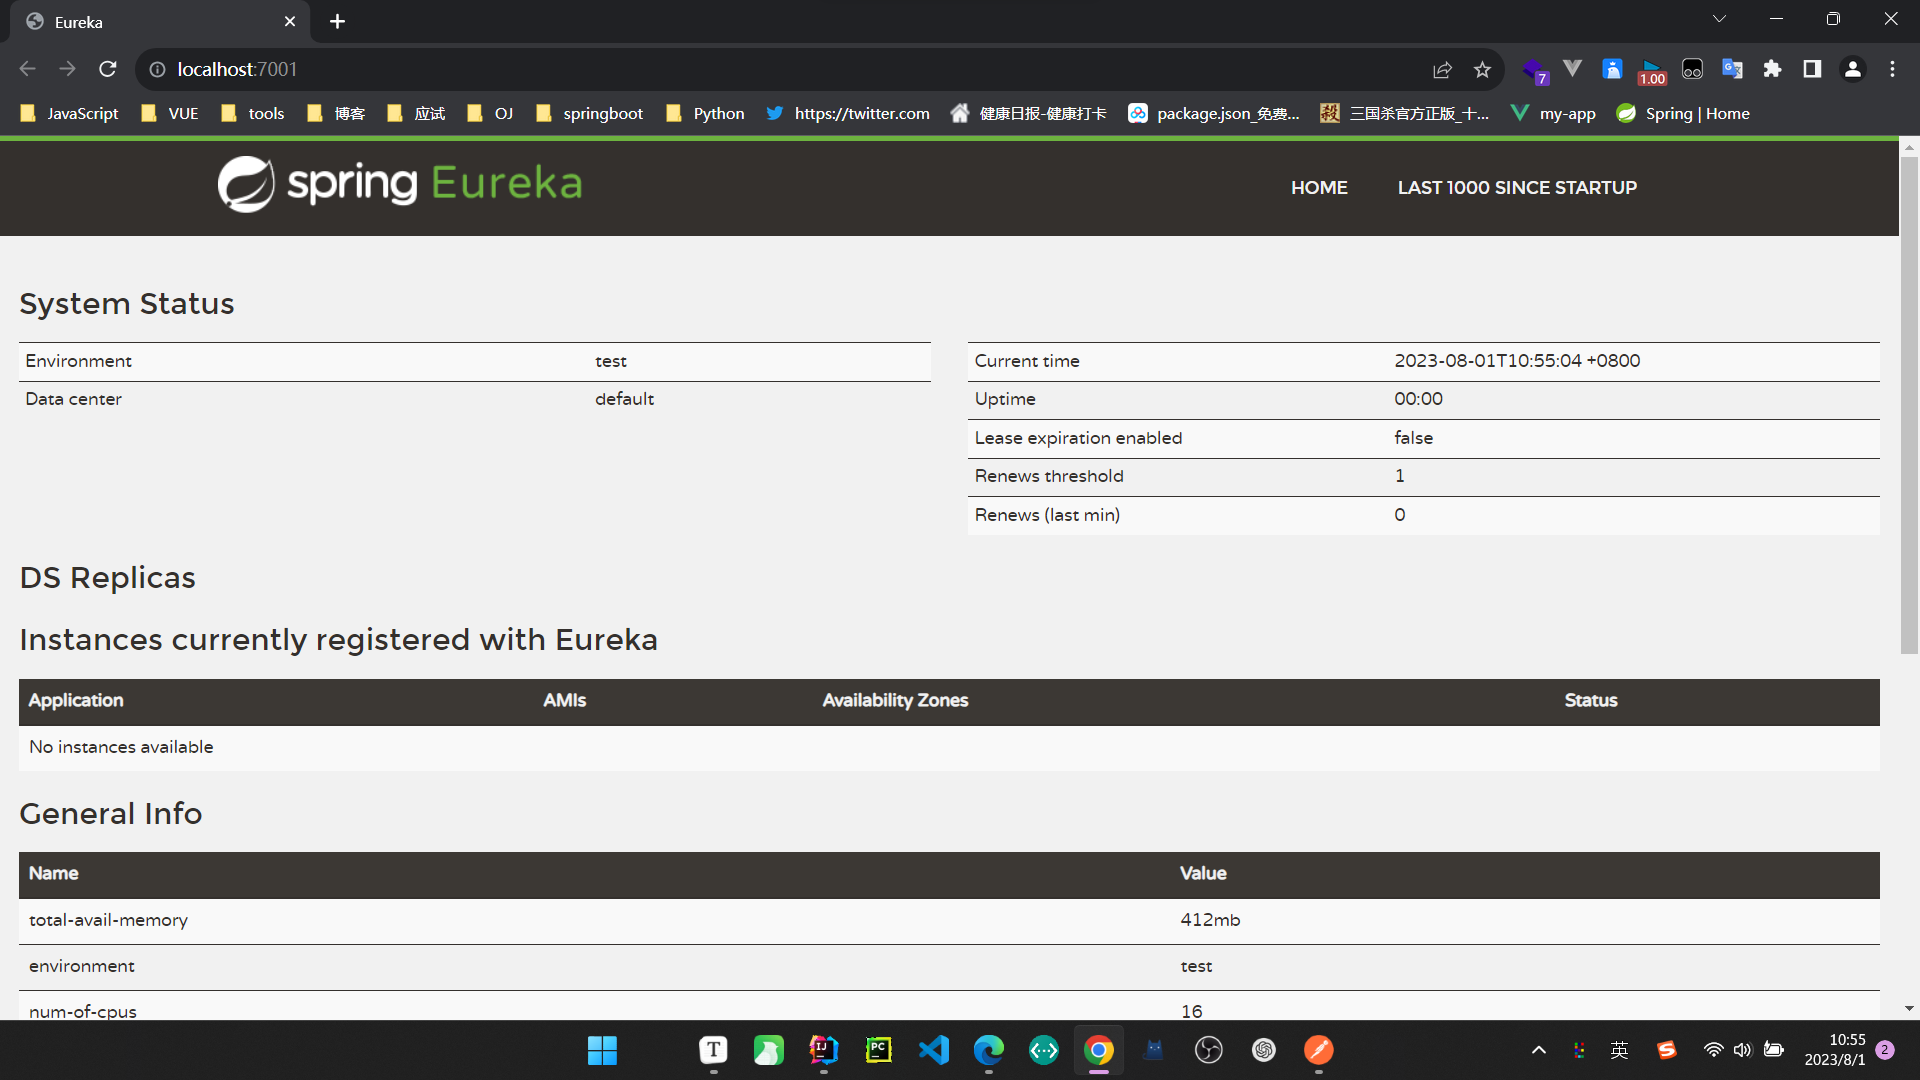 Eureka
localhost:7001
7
1.00
JavaScript VUE tools 博客 应试 OJ springboot Python https://twitter.com 健康日报-健康打卡 package.json_免费... 三国杀官方正版_十... my-app Spring | Home
spring Eureka
HOME LAST 1000 SINCE STARTUP
System Status
Environment test
Data center default
Current time 2023-08-01T10:55:04 +0800
Uptime 00:00
Lease expiration enabled false
Renews threshold 1
Renews (last min) 0
DS Replicas
Instances currently registered with Eureka
Application AMIs Availability Zones Status
No instances available
General Info
Name Value
total-avail-memory 412mb
environment test
num-of-cpus 16
T IJ PC 英 S 10:55
2023/8/1 2